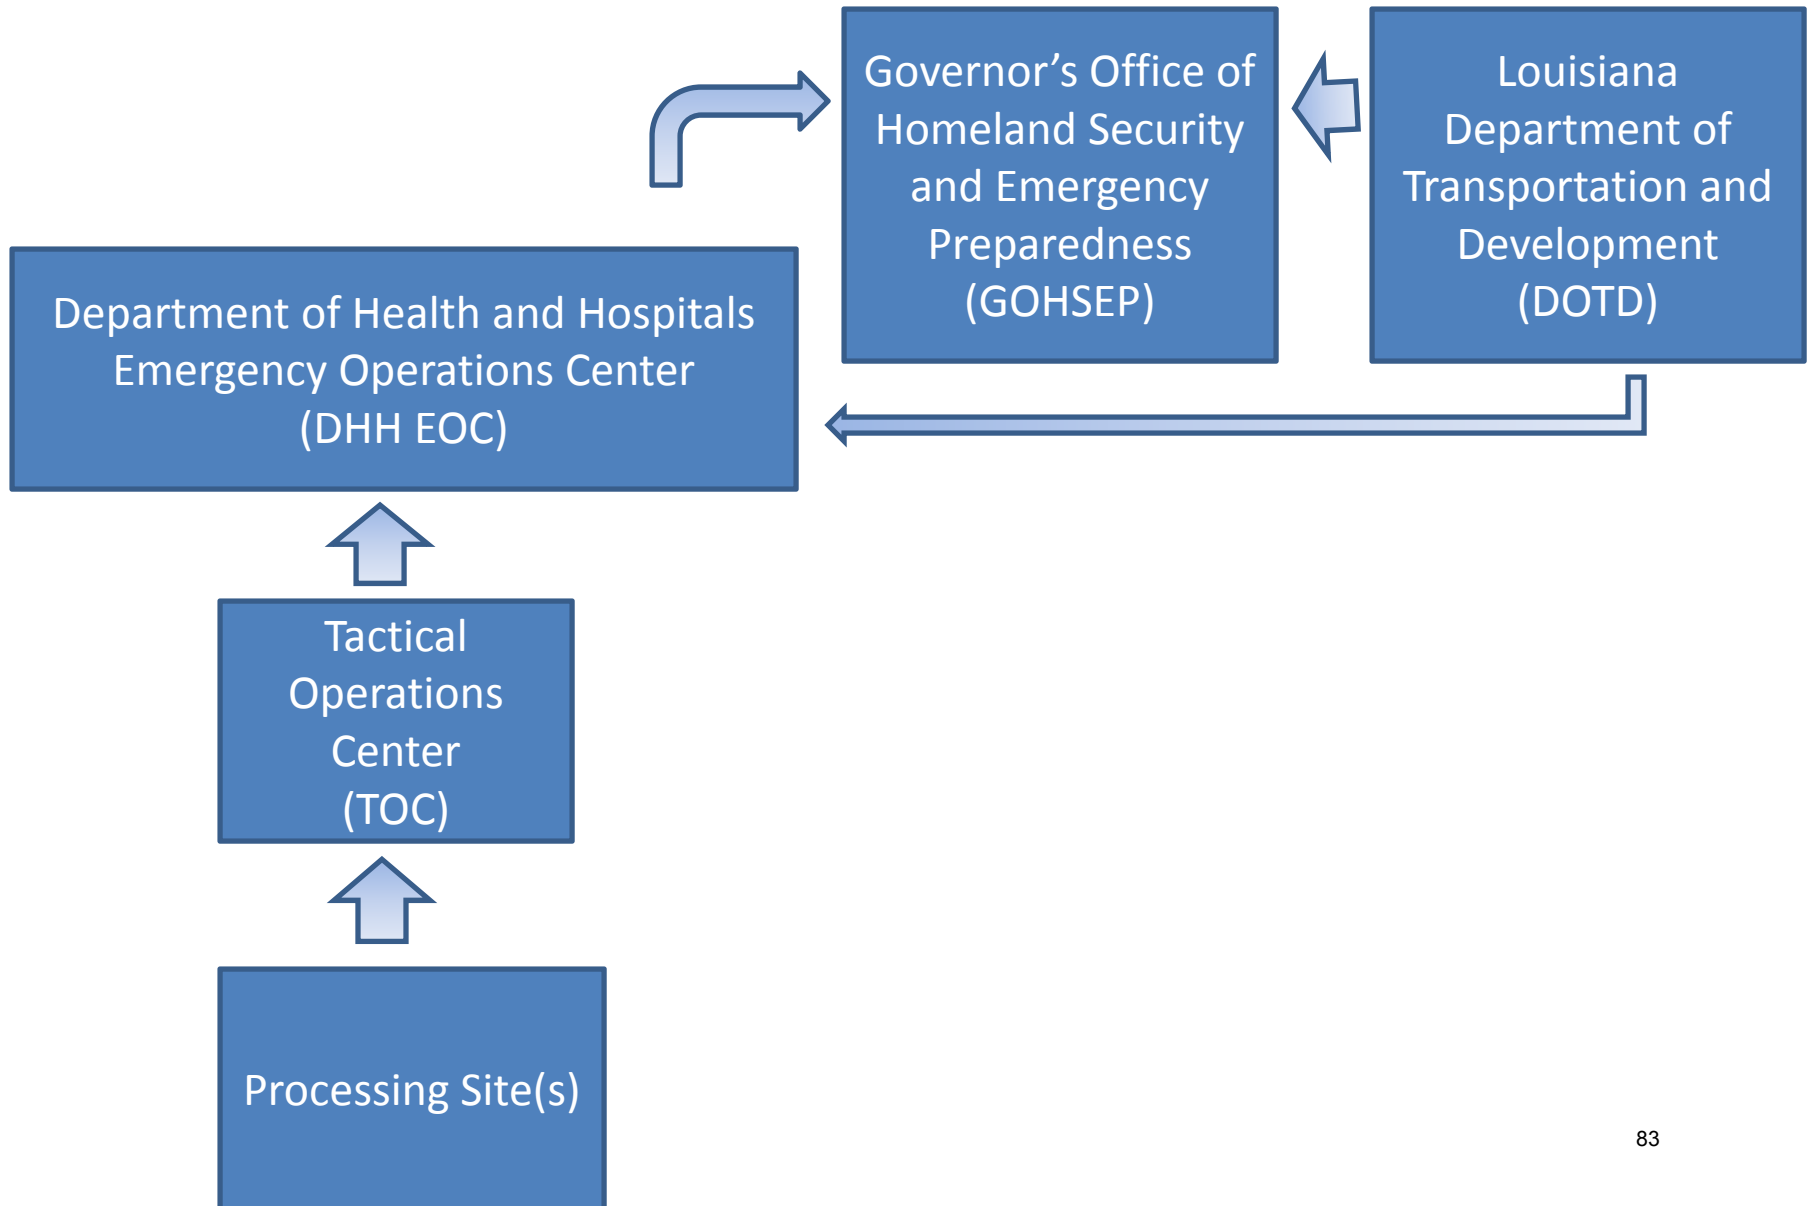 Governor’s Office of
Homeland Security
and Emergency
Preparedness
(GOHSEP)
Louisiana
Department of
Transportation and
Development
(DOTD)
Department of Health and Hospitals
Emergency Operations Center
(DHH EOC)
Tactical
Operations
Center
(TOC)
Processing Site(s)
83